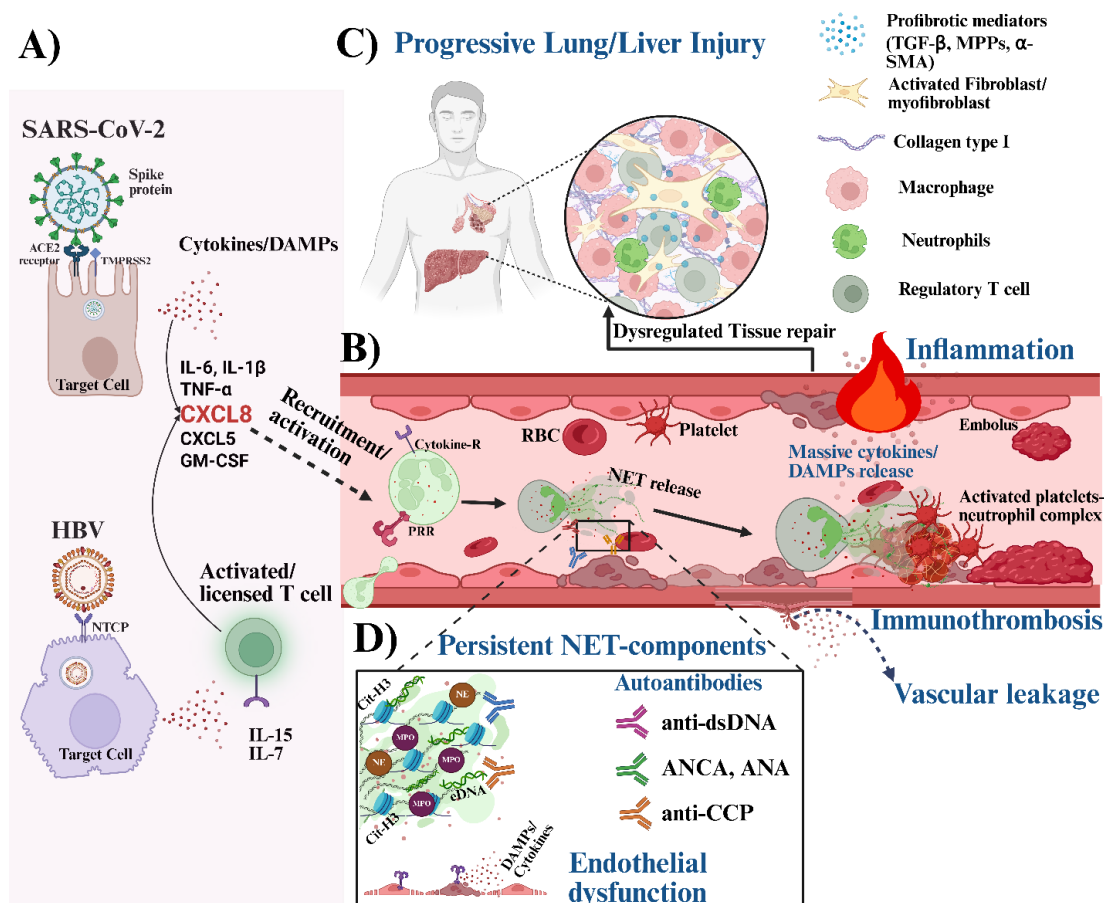 A)
SARS-CoV-2
Spike
protein
ACE2
receptor
TMPRSS2
Target Cell
Cytokines/DAMPs
IL-6, IL-1β
TNF-α
CXCL8
CXCL5
GM-CSF
HBV
NTCP
Target Cell
Activated/
licensed T cell
IL-15
IL-7
C)
Progressive Lung/Liver Injury
Dysregulated Tissue repair
Profibrotic mediators
(TGF-β, MPPs, α-
SMA)
Activated Fibroblast/
myofibroblast
Collagen type I
Macrophage
Neutrophils
Regulatory T cell
B)
Recruitment/
activation
Cytokine-R
PRR
RBC
Platelet
NET release
Inflammation
Massive cytokines/
DAMPs release
Embolus
Activated platelets-
neutrophil complex
Immunothrombosis
Vascular leakage
D)
Persistent NET-components
Cit-H3
NE
MPO
MPO
NE
eDNA
MPO
Cit-H3
Autoantibodies
anti-dsDNA
ANCA, ANA
anti-CCP
DAMPs/
Cytokines
Endothelial
dysfunction